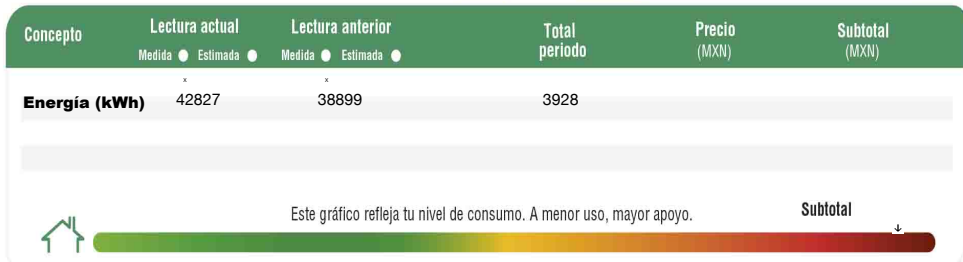 Concepto Lectura actual Lectura anterior Total periodo Precio (MXN) Subtotal (MXN)
Medida Estimada Medida Estimada
x x
Energía (kWh) 42827 38899 3928
Este gráfico refleja tu nivel de consumo. A menor uso, mayor apoyo. Subtotal